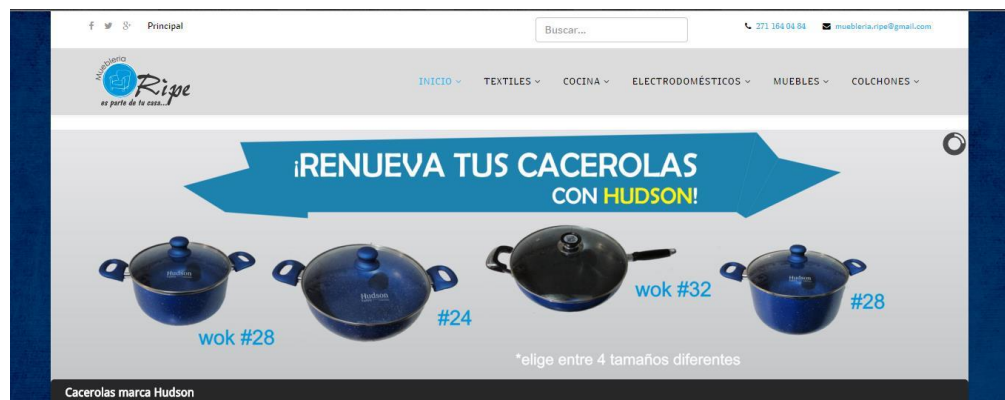 Principal
Buscar...
271 164 04 84
muebleria.ripe@gmail.com
Mueblería
Ripe
es parte de tu casa...
INICIO
TEXTILES
COCINA
ELECTRODOMÉSTICOS
MUEBLES
COLCHONES
¡RENUEVA TUS CACEROLAS
CON HUDSON!
Hudson
Hudson
Hudson
wok #28
#24
wok #32
#28
*elige entre 4 tamaños diferentes
Cacerolas marca Hudson